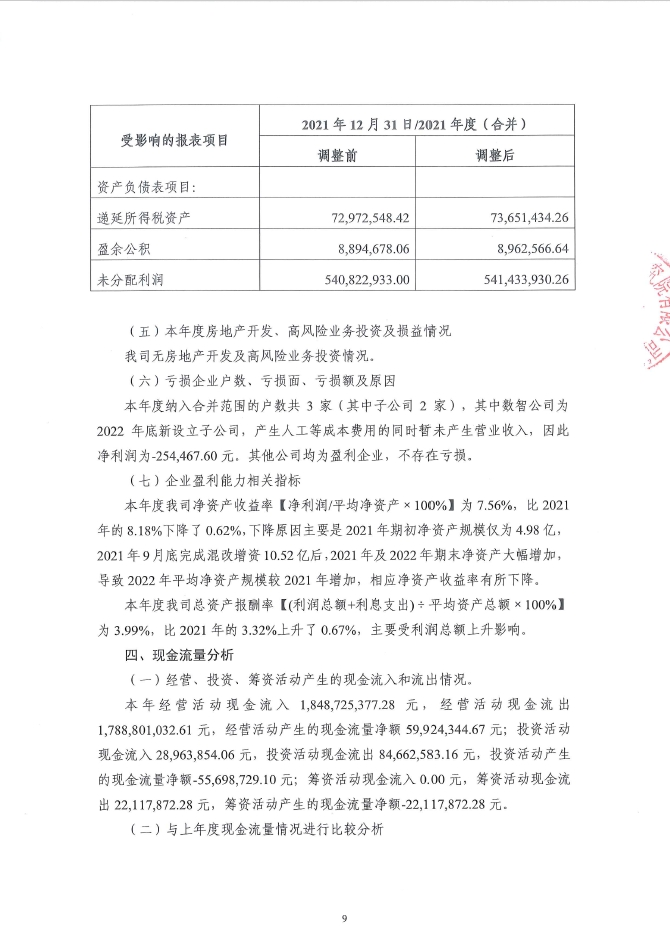 受影响的报表项目 2021 年 12 月 31 日/2021 年度（合并）
调整前 调整后
资产负债表项目:
递延所得税资产 72,972,548.42 73,651,434.26
盈余公积 8,894,678.06 8,962,566.64
未分配利润 540,822,933.00 541,433,930.26
（五）本年度房地产开发、高风险业务投资及损益情况
我司无房地产开发及高风险业务投资情况。
（六）亏损企业户数、亏损面、亏损额及原因
本年度纳入合并范围的户数共 3 家（其中子公司 2 家），其中数智公司为
2022 年底新设立子公司，产生人工等成本费用的同时暂未产生营业收入，因此
净利润为-254,467.60 元。其他公司均为盈利企业，不存在亏损。
（七）企业盈利能力相关指标
本年度我司净资产收益率【净利润/平均净资产×100%】为 7.56%，比 2021
年的 8.18%下降了 0.62%,下降原因主要是 2021 年期初净资产规模仅为 4.98 亿，
2021 年 9 月底完成混改增资 10.52 亿后，2021 年及 2022 年期末净资产大幅增加，
导致 2022 年平均净资产规模较 2021 年增加，相应净资产收益率有所下降。
本年度我司总资产报酬率【(利润总额+利息支出)÷平均资产总额×100%】
为 3.99%，比 2021 年的 3.32%上升了 0.67%，主要受利润总额上升影响。
四、现金流量分析
（一）经营、投资、筹资活动产生的现金流入和流出情况。
本年经营活动现金流入 1,848,725,377.28 元，经营活动现金流出
1,788,801,032.61 元，经营活动产生的现金流量净额 59,924,344.67 元；投资活动
现金流入 28,963,854.06 元，投资活动现金流出 84,662,583.16 元，投资活动产生
的现金流量净额-55,698,729.10 元；筹资活动现金流入 0.00 元，筹资活动现金流
出 22,117,872.28 元，筹资活动产生的现金流量净额-22,117,872.28 元。
（二）与上年度现金流量情况进行比较分析
院有限公司
9